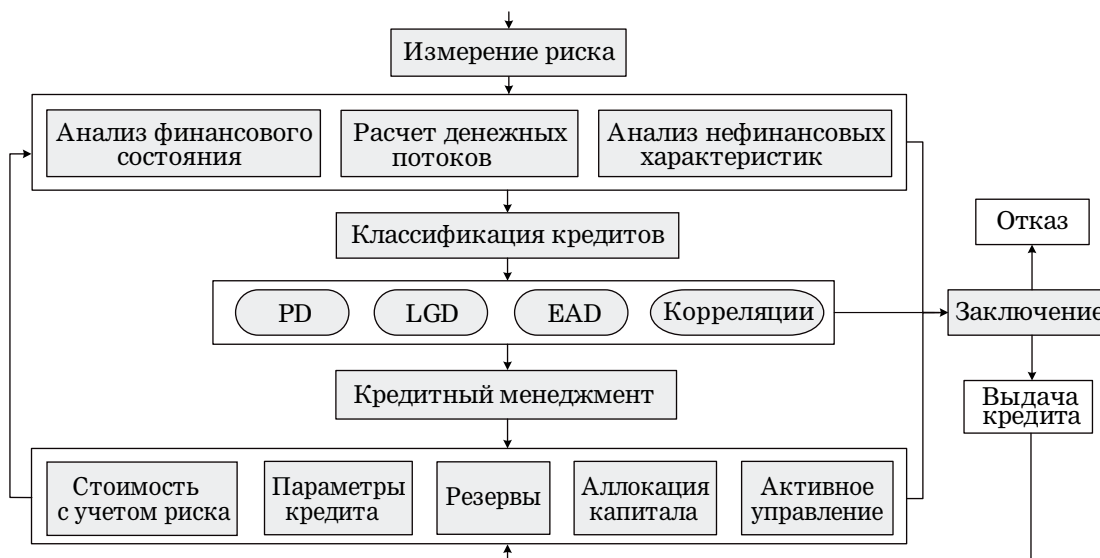 Измерение риска
Анализ финансового
состояния
Расчет денежных
потоков
Анализ нефинансовых
характеристик
Классификация кредитов
Отказ
PD
LGD
EAD
Корреляции
Заключение
Кредитный менеджмент
Выдача
кредита
Стоимость
с учетом риска
Параметры
кредита
Резервы
Аллокация
капитала
Активное
управление